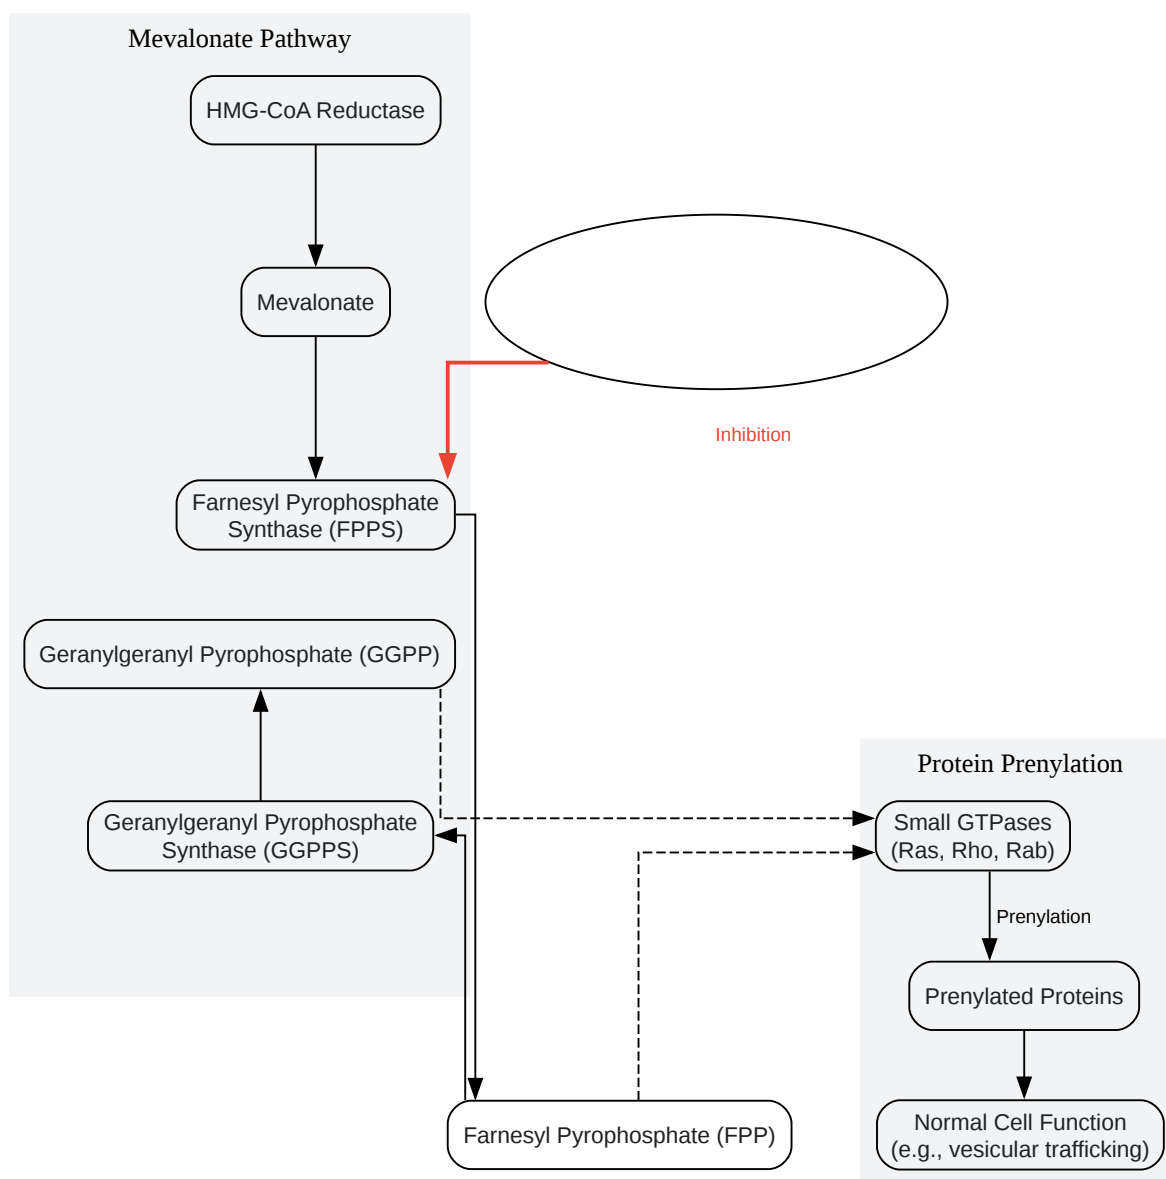 Mevalonate Pathway
HMG-CoA Reductase
Mevalonate
Inhibition
Farnesyl Pyrophosphate
Synthase (FPPS)
Geranylgeranyl Pyrophosphate (GGPP)
Geranylgeranyl Pyrophosphate
Synthase (GGPPS)
Farnesyl Pyrophosphate (FPP)
Protein Prenylation
Small GTPases
(Ras, Rho, Rab)
Prenylation
Prenylated Proteins
Normal Cell Function
(e.g., vesicular trafficking)